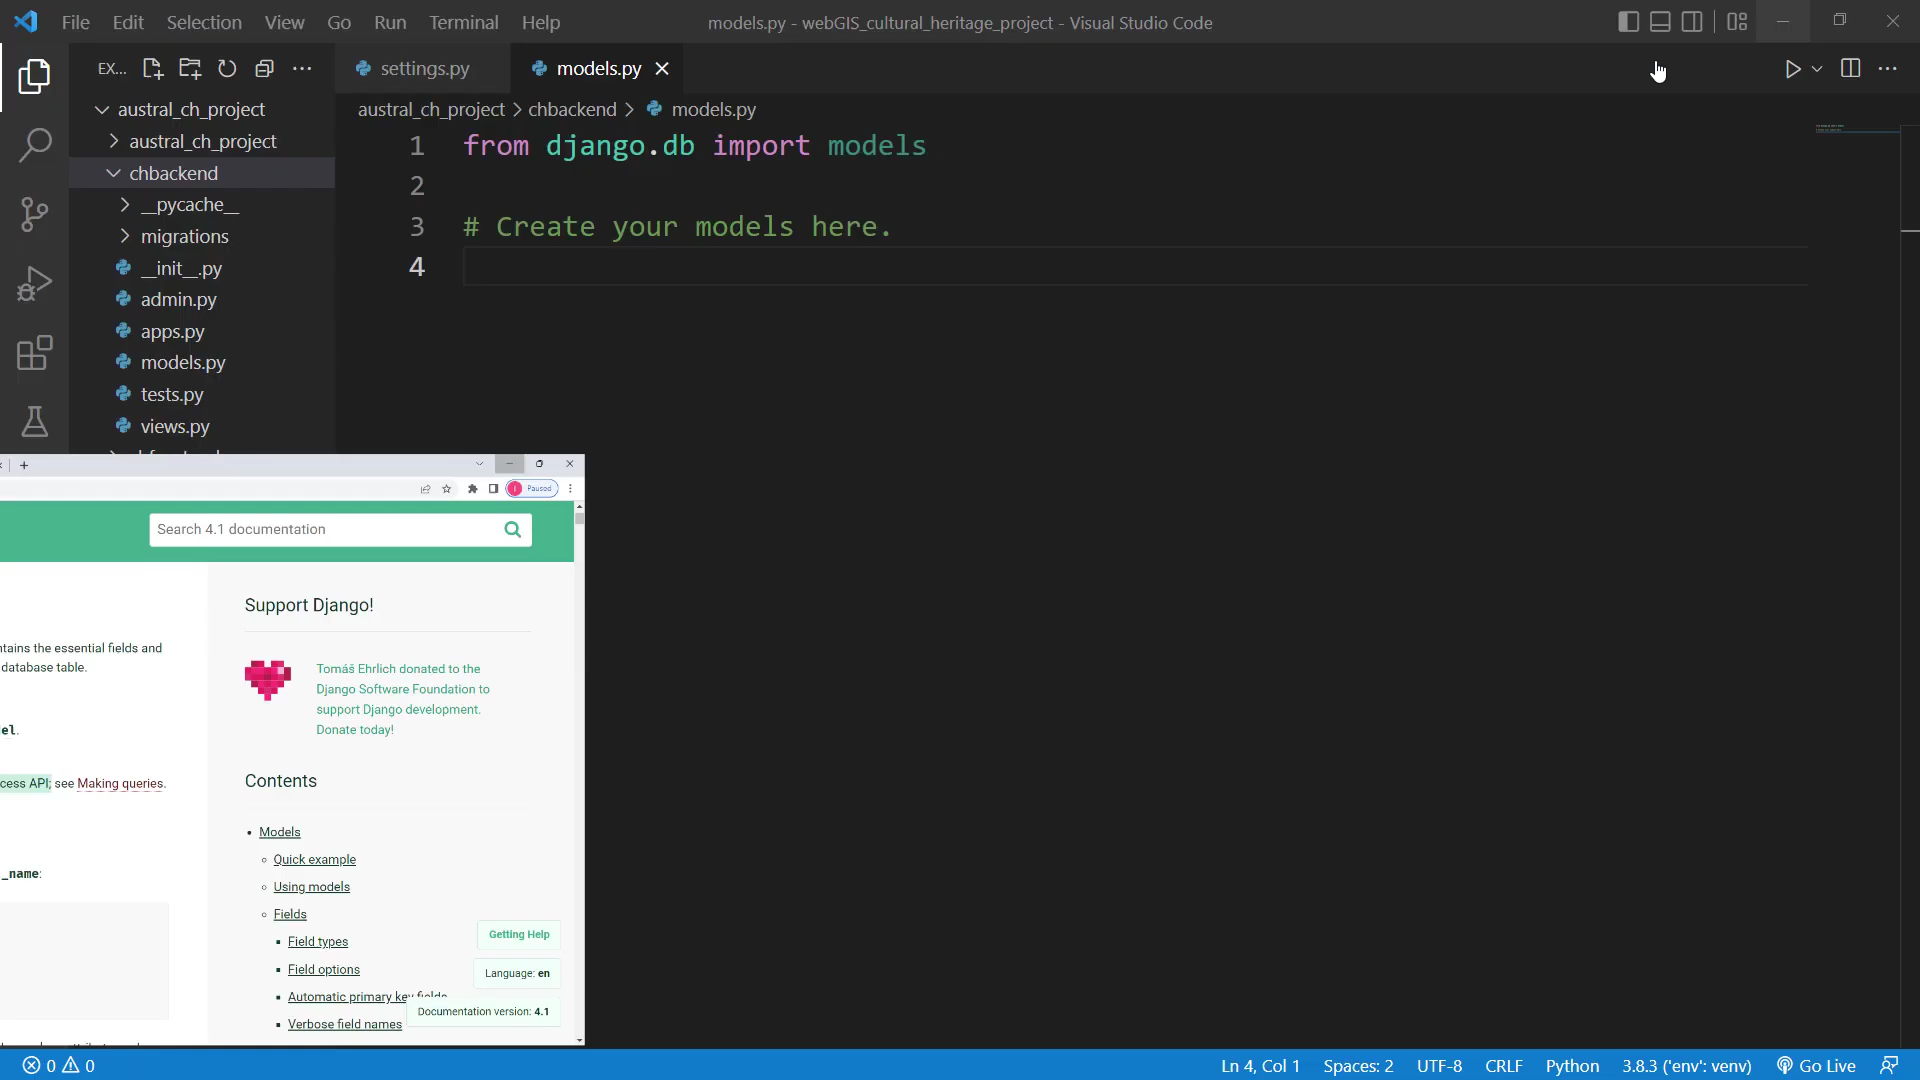 File Edit Selection View Go Run Terminal Help
models.py - webGIS_cultural_heritage_project - Visual Studio Code
EX...
settings.py
models.py
austral_ch_project
austral_ch_project
chbackend
__pycache__
migrations
__init__.py
admin.py
apps.py
models.py
tests.py
views.py
austral_ch_project > chbackend > models.py
1 from django.db import models
2
3 # Create your models here.
4
Paused
Search 4.1 documentation
ntains the essential fields and
database table.
el.
cess API; see Making queries.
_name:
Support Django!
Tomáš Ehrlich donated to the
Django Software Foundation to
support Django development.
Donate today!
Contents
Models
Quick example
Using models
Fields
Field types
Field options
Automatic primary key fields
Verbose field names
Getting Help
Language: en
Documentation version: 4.1
0 0
Ln 4, Col 1 Spaces: 2 UTF-8 CRLF Python 3.8.3 ('env': venv) Go Live